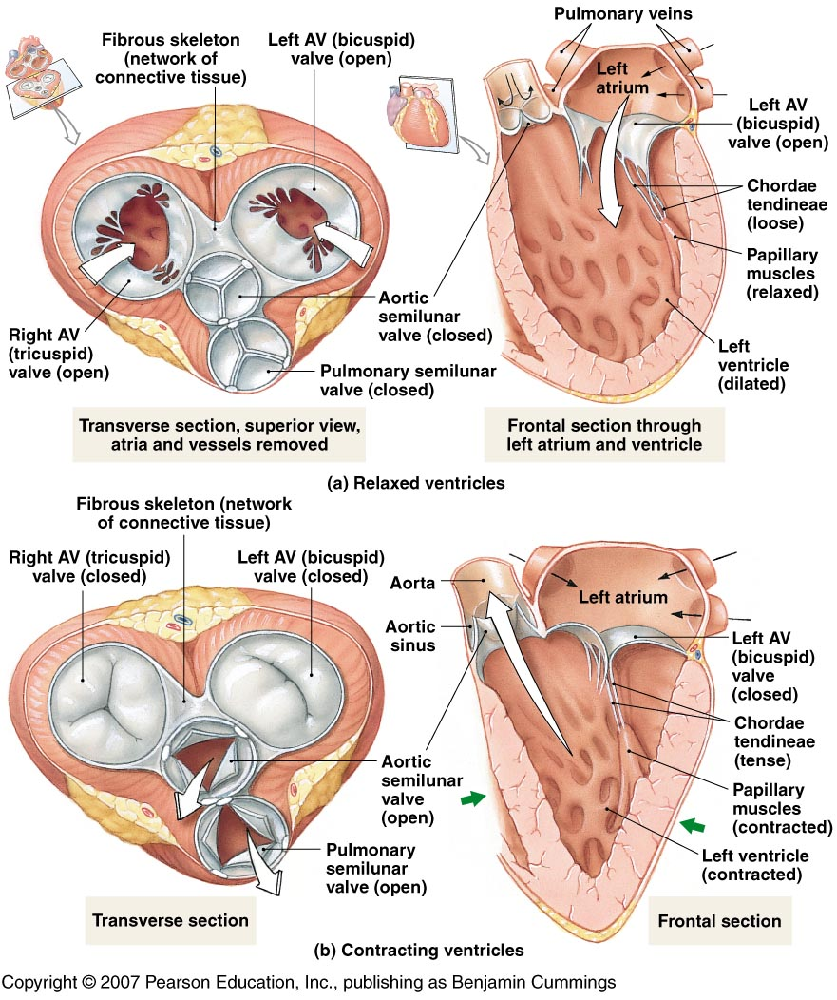 Pulmonary veins
Fibrous skeleton
(network of
connective tissue)
Left AV (bicuspid)
valve (open)
Left
atrium
Left AV
(bicuspid)
valve (open)
Chordae
tendineae
(loose)
Papillary
muscles
(relaxed)
Aortic
semilunar
valve (closed)
Right AV
(tricuspid)
valve (open)
Pulmonary semilunar
valve (closed)
Left
ventricle
(dilated)
Transverse section, superior view,
atria and vessels removed
Frontal section through
left atrium and ventricle
(a) Relaxed ventricles
Fibrous skeleton (network
of connective tissue)
Right AV (tricuspid)
valve (closed)
Left AV (bicuspid)
valve (closed)
Aorta
Left atrium
Aortic
sinus
Left AV
(bicuspid)
valve
(closed)
Chordae
tendineae
(tense)
Aortic
semilunar
valve
(open)
Papillary
muscles
(contracted)
Pulmonary
semilunar
valve (open)
Left ventricle
(contracted)
Transverse section
Frontal section
(b) Contracting ventricles
Copyright © 2007 Pearson Education, Inc., publishing as Benjamin Cummings